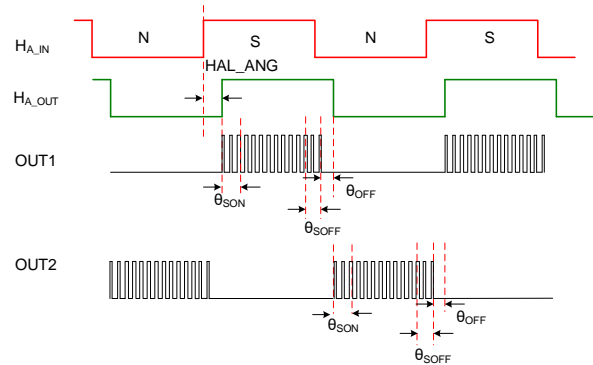 N S N S
H_A_IN
HAL_ANG
H_A_OUT
OUT1
θ_SON θ_OFF
θ_SOFF
OUT2
θ_SON θ_OFF
θ_SOFF